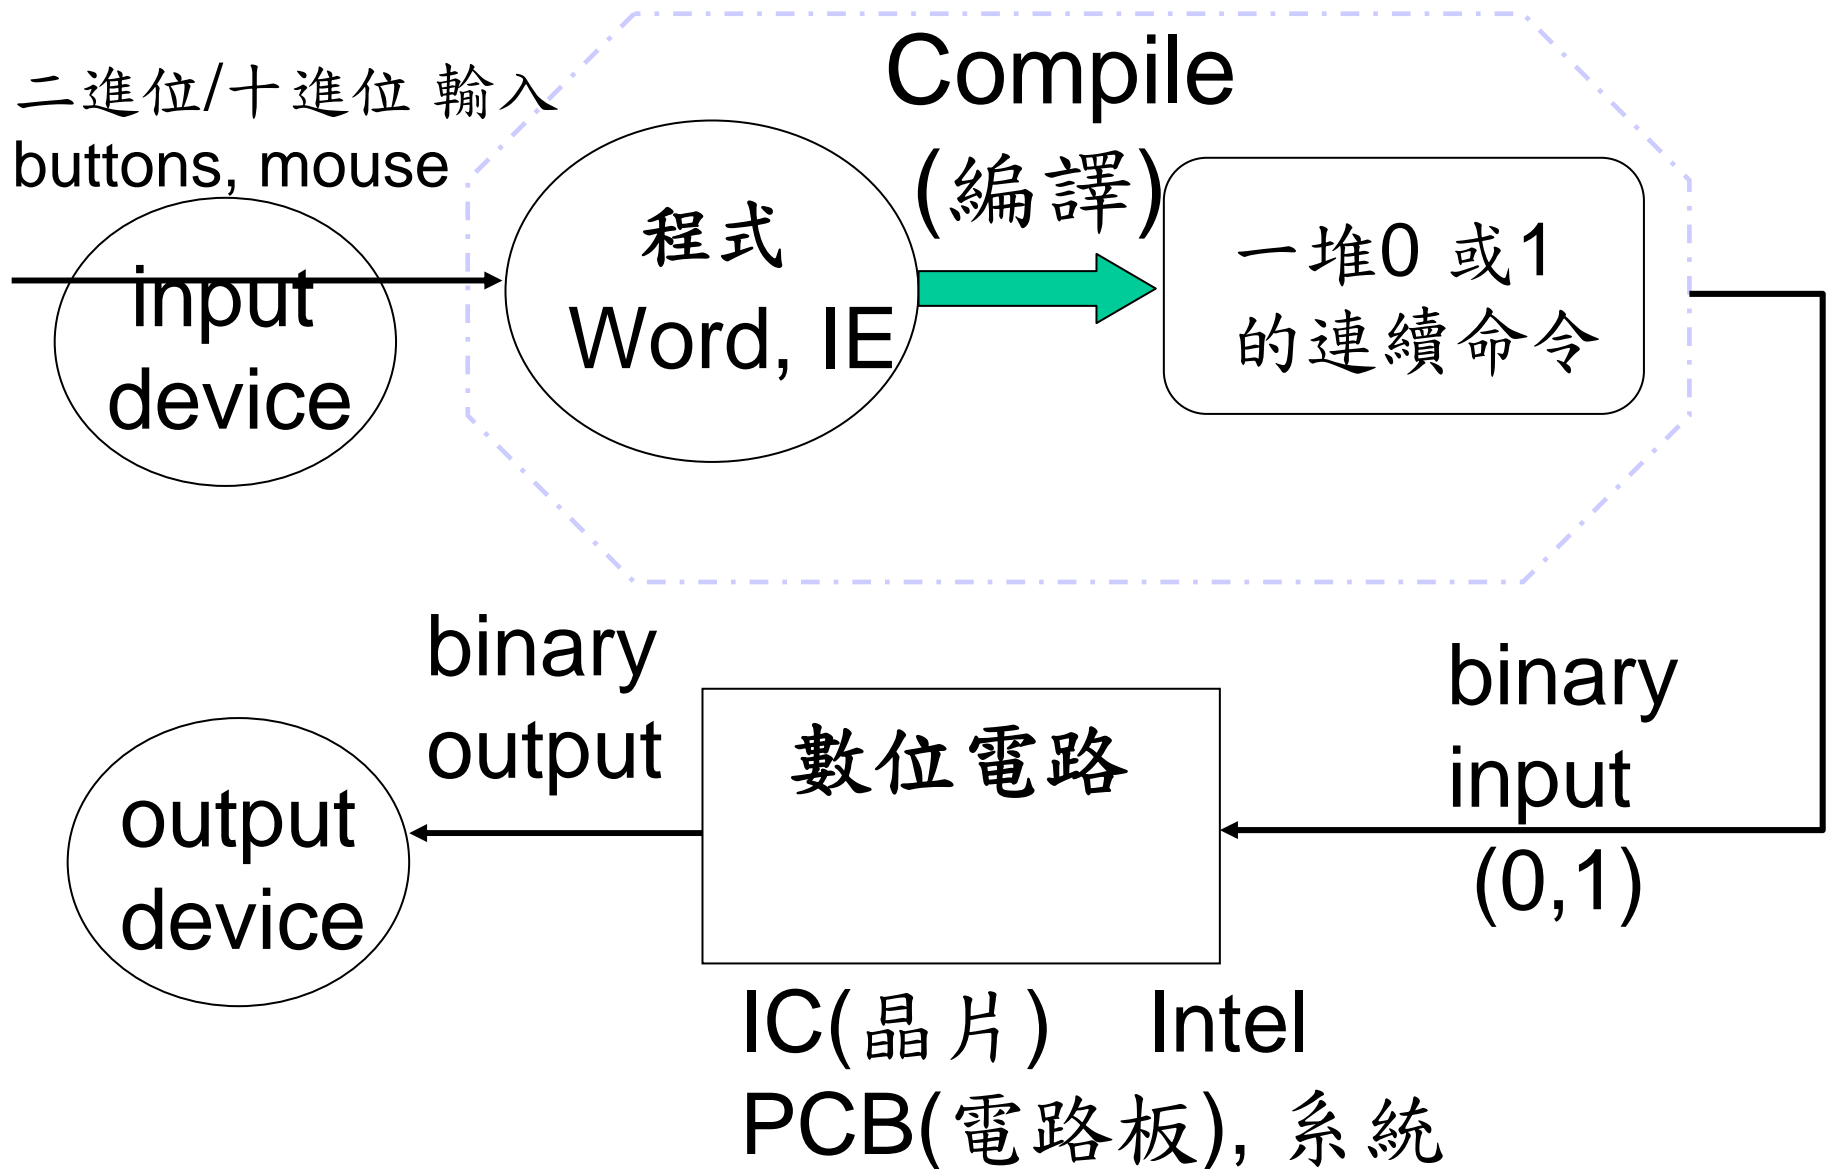 Compile
(編譯)
二進位/十進位 輸入
buttons, mouse
input
device
程式
Word, IE
一堆0 或1
的連續命令
binary
input
(0,1)
數位電路
binary
output
output
device
IC(晶片) Intel
PCB(電路板), 系統